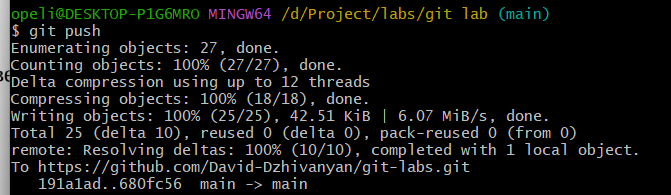 opeli@DESKTOP-P1G6MRO MINGW64 /d/Project/labs/git lab (main)
$ git push
Enumerating objects: 27, done.
Counting objects: 100% (27/27), done.
Delta compression using up to 12 threads
Compressing objects: 100% (18/18), done.
Writing objects: 100% (25/25), 42.51 KiB | 6.07 MiB/s, done.
Total 25 (delta 10), reused 0 (delta 0), pack-reused 0 (from 0)
remote: Resolving deltas: 100% (10/10), completed with 1 local object.
To https://github.com/David-Dzhivanyan/git-labs.git
   191a1ad..680fc56  main -> main